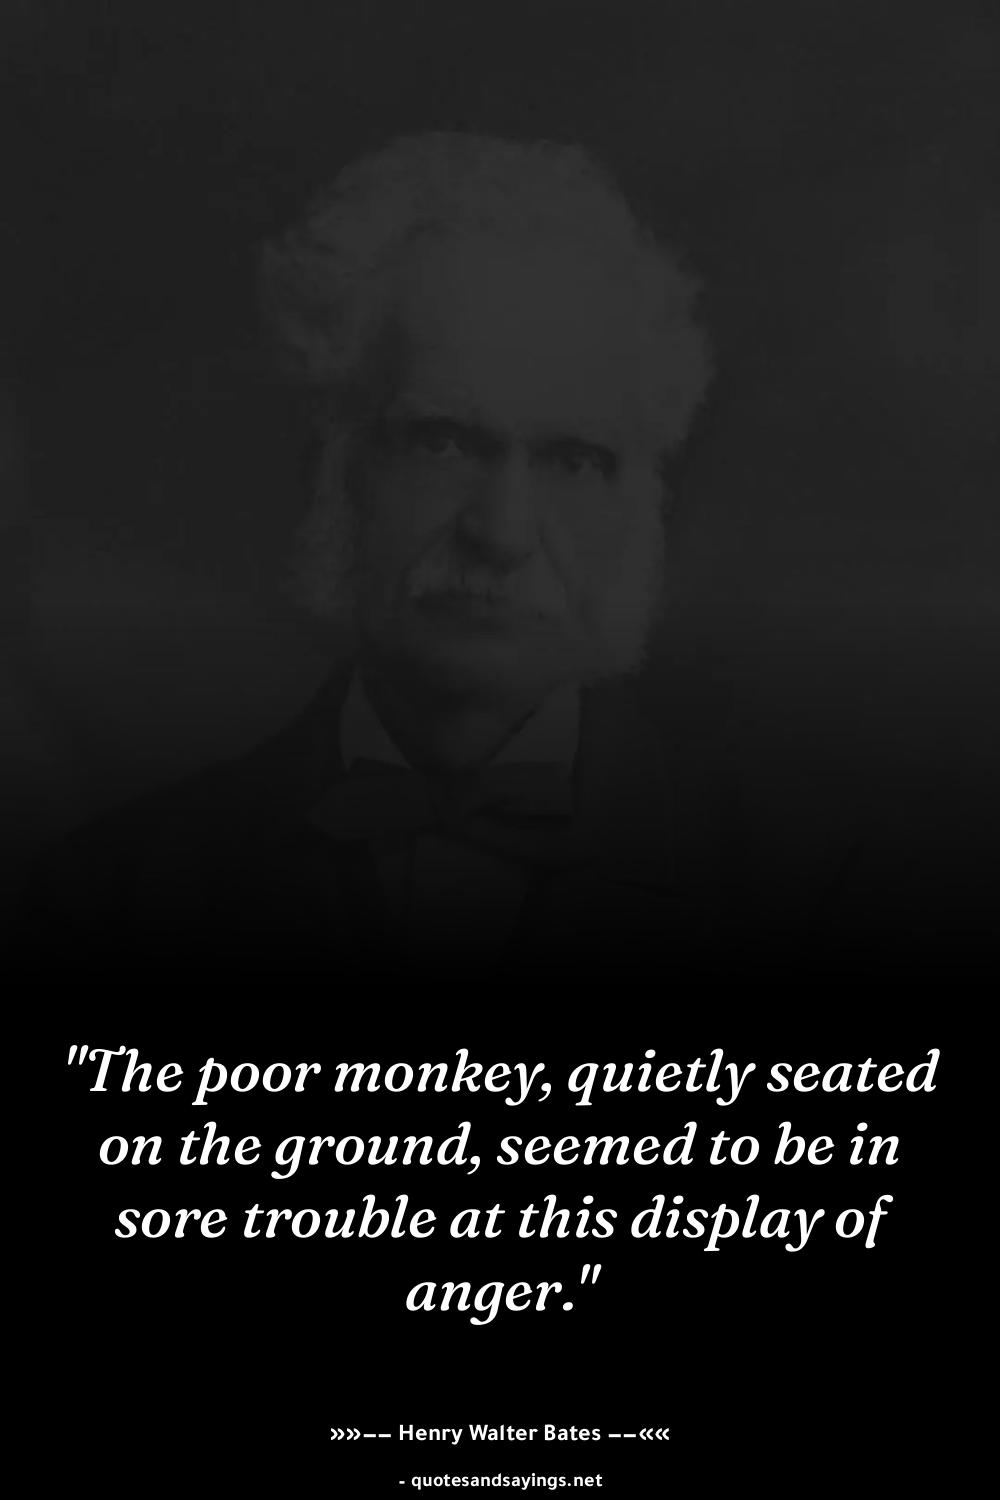 "The poor monkey, quietly seated
on the ground, seemed to be in
sore trouble at this display of
anger."
»»–– Henry Walter Bates ––««
- quotesandsayings.net